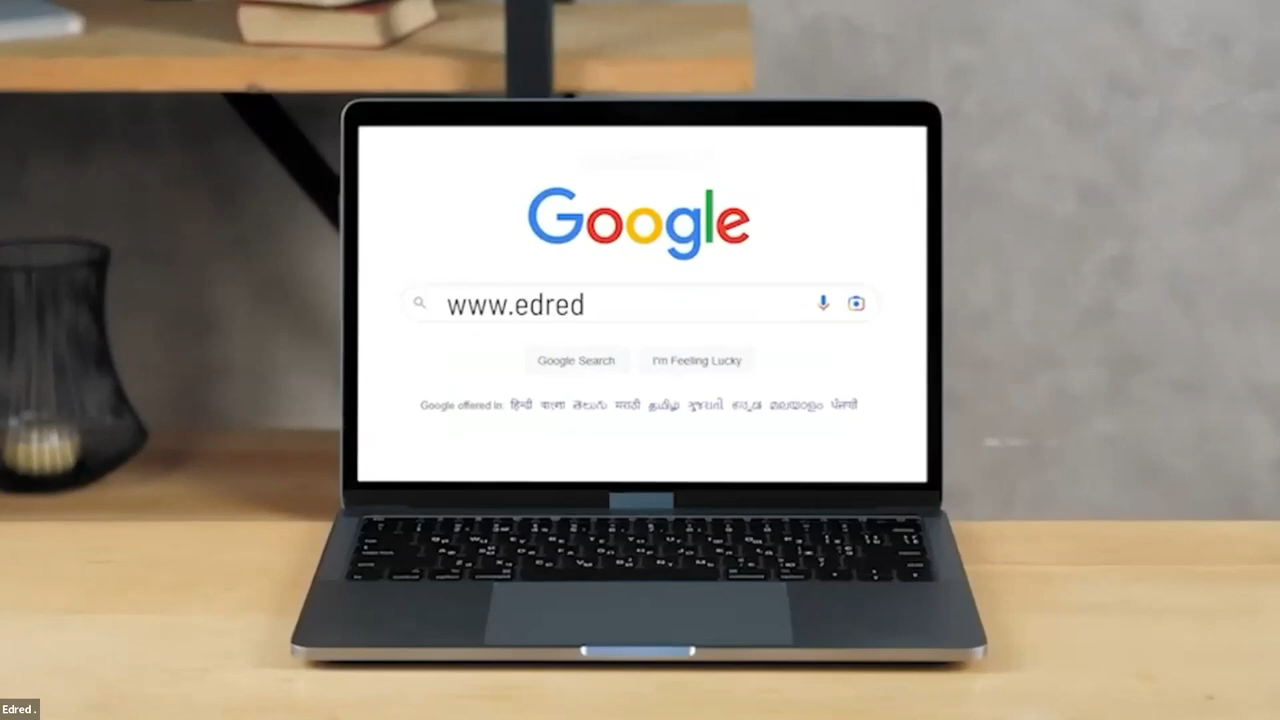 Google
www.edred
Google Search I'm Feeling Lucky
Google offered in: हिन्दी বাংলা తెలుగు मराठी தமிழ் ગુજરાતી ಕನ್ನಡ മലയാളം ਪੰਜਾਬੀ
Edred .